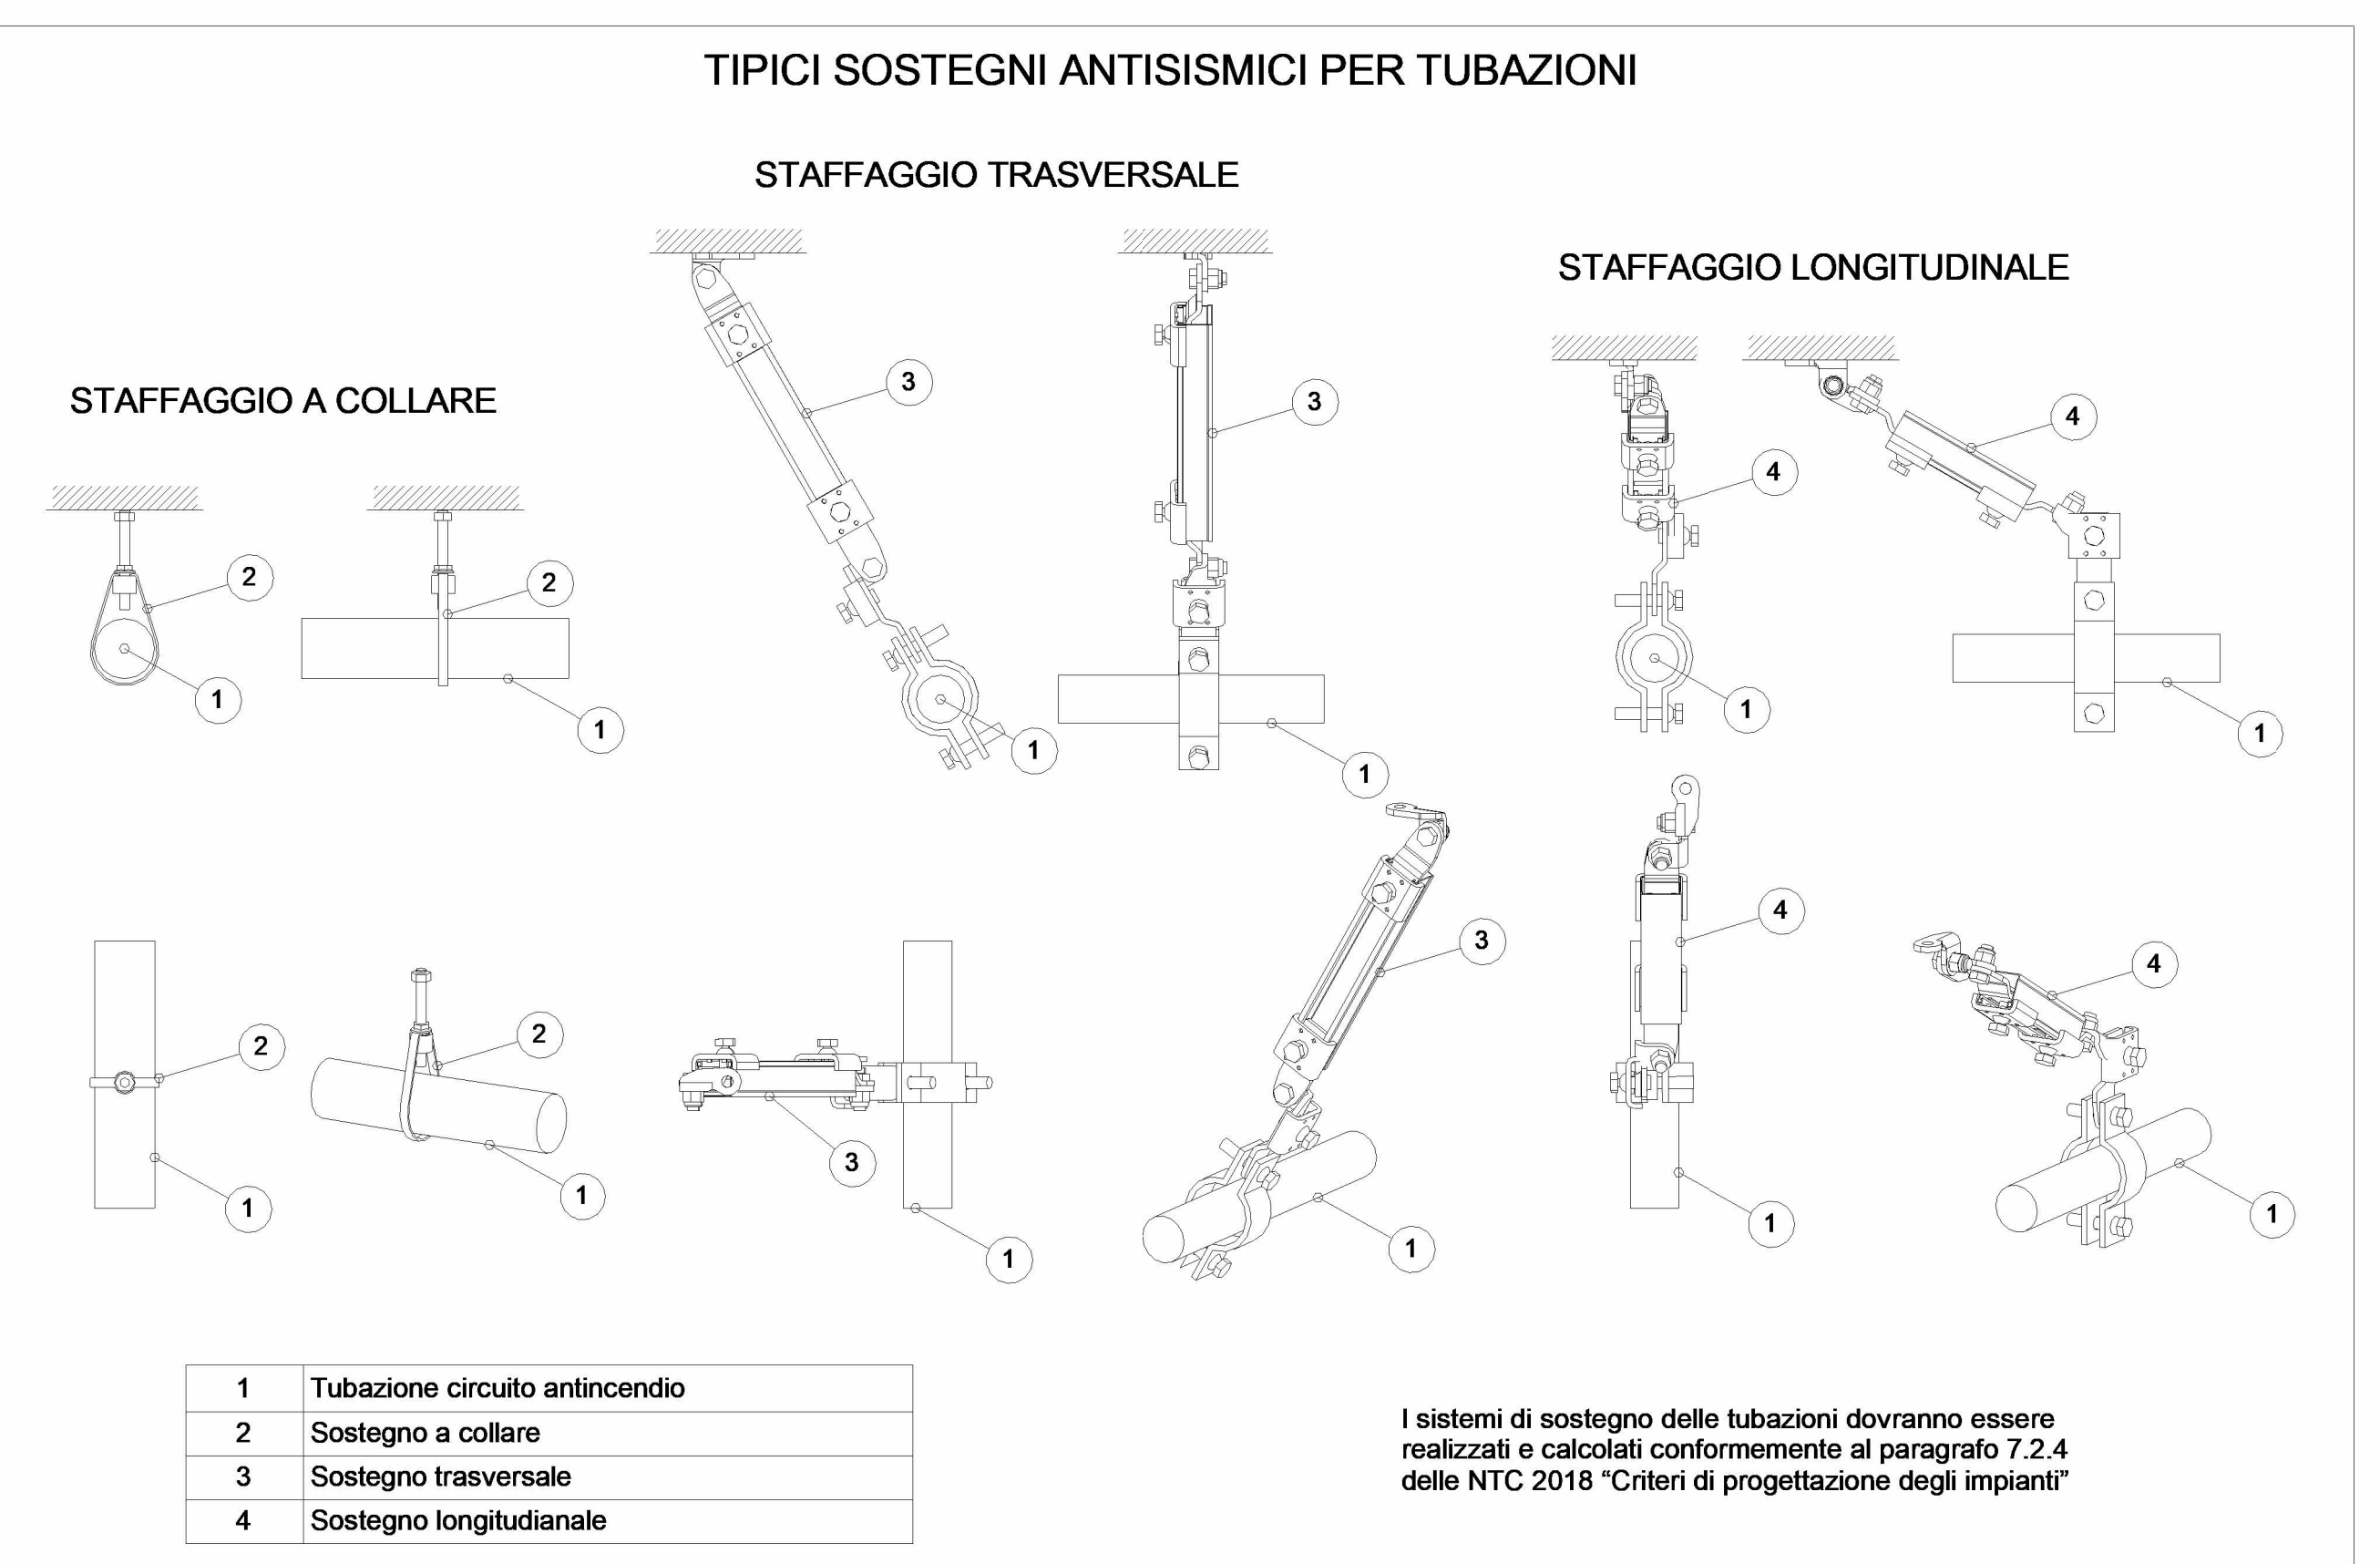 TIPICI SOSTEGNI ANTISISMICI PER TUBAZIONI
STAFFAGGIO TRASVERSALE
STAFFAGGIO LONGITUDINALE
STAFFAGGIO A COLLARE
3
3
4
4
2
2
1
1
1
1
1
1
2
2
3
3
4
4
1
1
1
1
1
1
1 Tubazione circuito antincendio
2 Sostegno a collare
3 Sostegno trasversale
4 Sostegno longitudianale
I sistemi di sostegno delle tubazioni dovranno essere
realizzati e calcolati conformemente al paragrafo 7.2.4
delle NTC 2018 “Criteri di progettazione degli impianti”